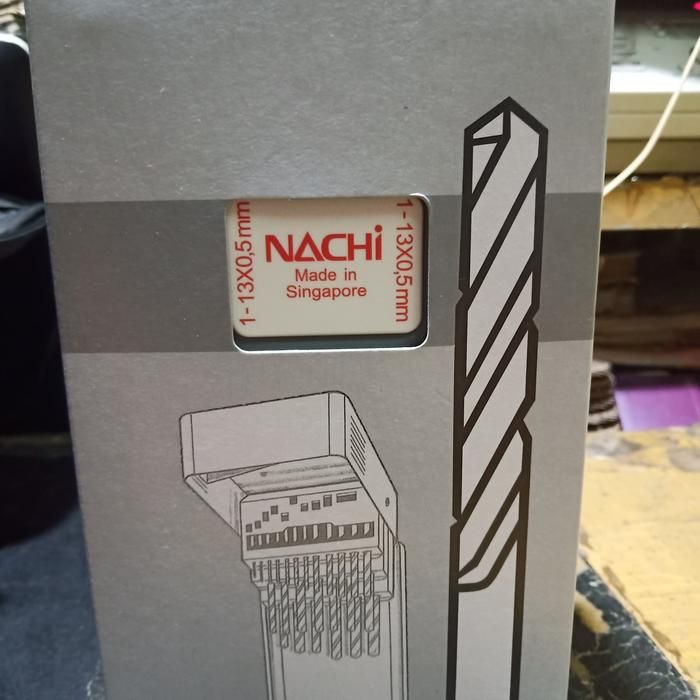 1-13X0,5mm
NACHi
Made in
Singapore
1-13X0,5mm